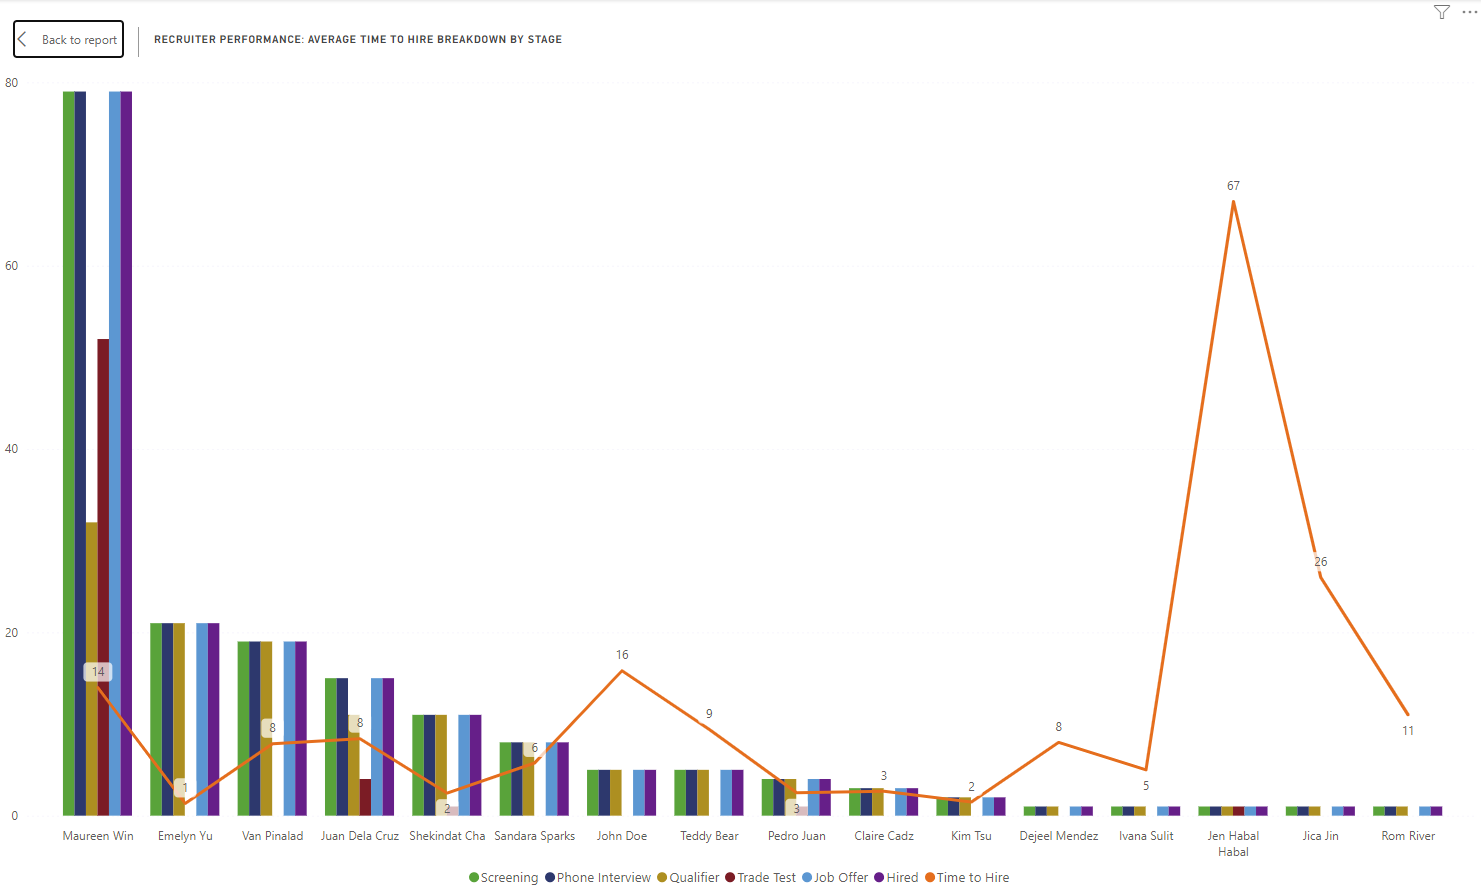 Back to report
RECRUITER PERFORMANCE: AVERAGE TIME TO HIRE BREAKDOWN BY STAGE
80
60
40
20
0
14
1
8
8
2
6
16
9
3
3
2
8
5
67
26
11
Maureen Win
Emelyn Yu
Van Pinalad
Juan Dela Cruz
Shekindat Cha
Sandara Sparks
John Doe
Teddy Bear
Pedro Juan
Claire Cadz
Kim Tsu
Dejeel Mendez
Ivana Sulit
Jen Habal
Habal
Jica Jin
Rom River
Screening Phone Interview Qualifier Trade Test Job Offer Hired Time to Hire